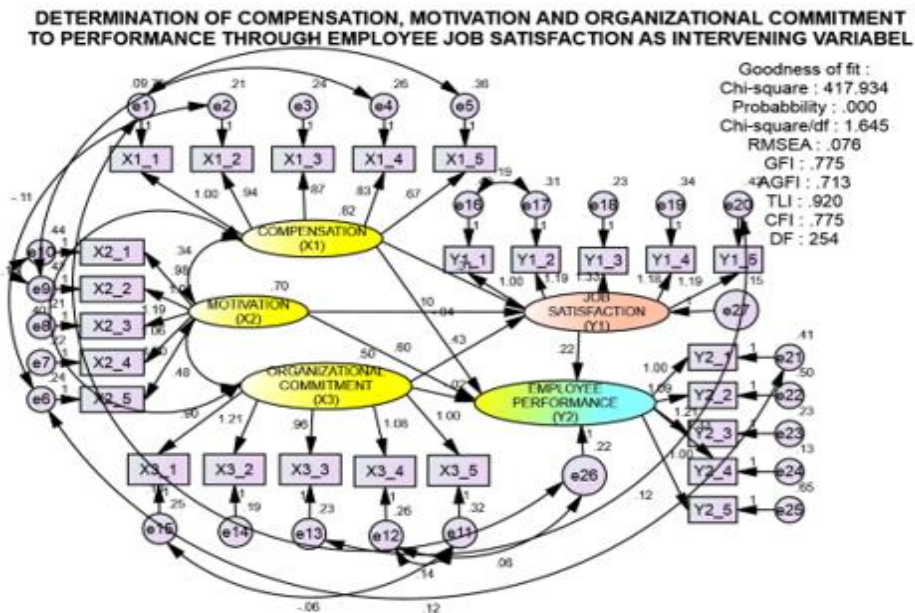 DETERMINATION OF COMPENSATION, MOTIVATION AND ORGANIZATIONAL COMMITMENT
TO PERFORMANCE THROUGH EMPLOYEE JOB SATISFACTION AS INTERVENING VARIABEL
Goodness of fit :
Chi-square : 417.934
Probabbility : .000
Chi-square/df : 1.645
RMSEA : .076
GFI : .775
AGFI : .713
TLI : .920
CFI : .775
DF : 254
.21 .24 .26 .36
e1 e2 e3 e4 e5
X1_1 X1_2 X1_3 X1_4 X1_5
1.00 .94 .87 .83 .67
.62
COMPENSATION
(X1)
.19 .31 .23 .34
e16 e17 e18 e19 e20
Y1_1 Y1_2 Y1_3 Y1_4 Y1_5
1.00 1.19 1.33 1.18 1.19 .15
-.11
.44
e10 X2_1
e9 X2_2
e8 X2_3
e7 X2_4
e6 X2_5
.34
.98
1.19
.70
MOTIVATION
(X2)
.10
JOB
SATISFACTION
(Y1)
e27
.48
.50 .60
.43
.22
ORGANIZATIONAL
COMMITMENT
(X3)
EMPLOYEE
PERFORMANCE
(Y2)
1.00
1.09
1.21
1.00
Y2_1 e21
Y2_2 e22
Y2_3 e23
Y2_4 e24
Y2_5 e25
.41
.50
.23
.13
.65
.90 1.21 .96 1.08 1.00
X3_1 X3_2 X3_3 X3_4 X3_5
.25 .19 .23 .26 .32
e15 e14 e13 e12 e11
e26
.22
.12
.06
.14
-.06
.12